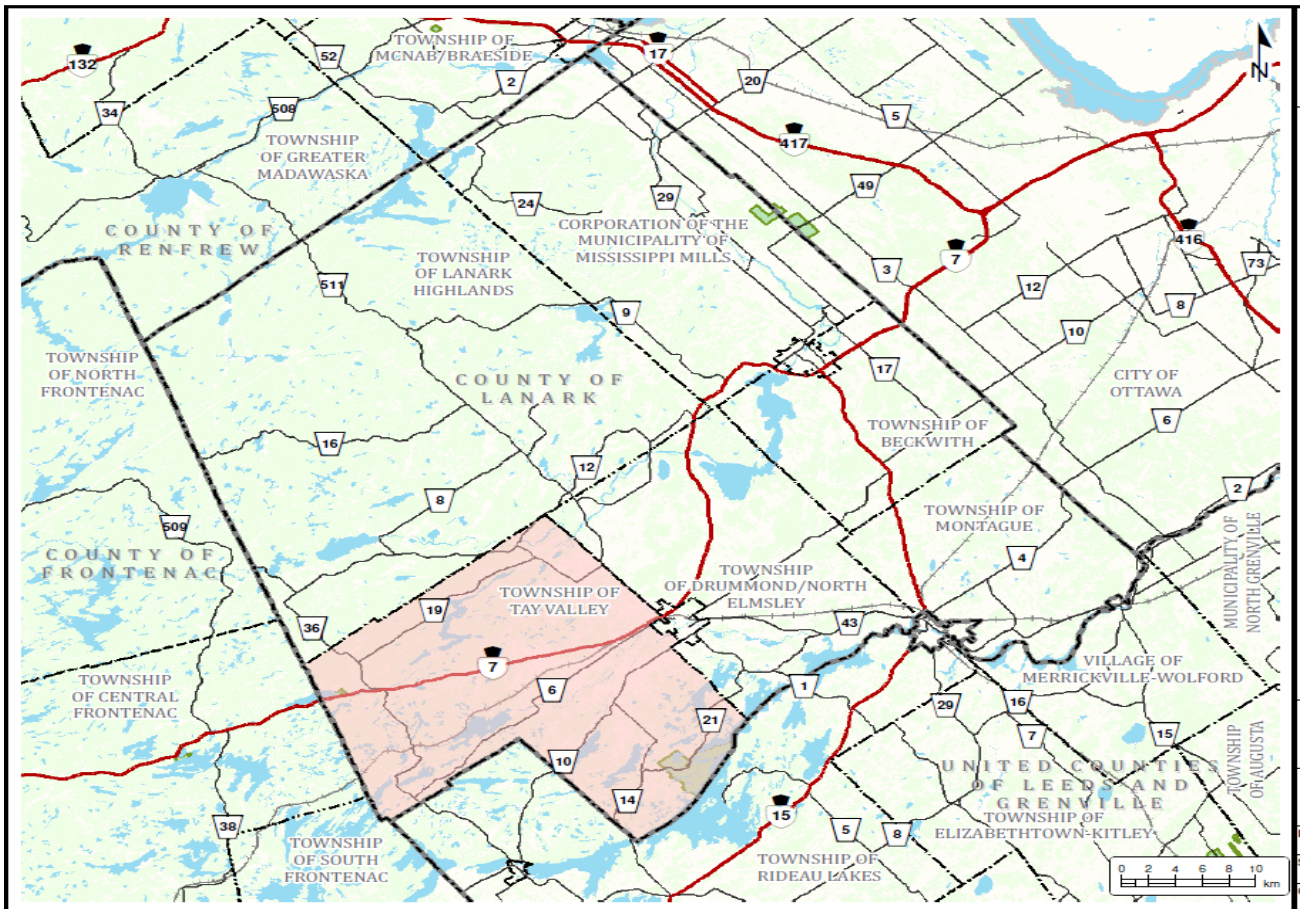 132
52
TOWNSHIP OF
MCNAB/BRAESIDE
17
2
20
N
34
508
5
TOWNSHIP
OF GREATER
MADAWASKA
417
49
24
29
COUNTY OF
RENFREW
CORPORATION OF THE
MUNICIPALITY OF
MISSISSIPPI MILLS
416
TOWNSHIP
OF LANARK
HIGHLANDS
7
3
73
511
12
8
9
10
TOWNSHIP
OF NORTH
FRONTENAC
COUNTY OF
LANARK
17
CITY OF
OTTAWA
6
TOWNSHIP OF
BECKWITH
16
12
8
2
509
TOWNSHIP OF
MONTAGUE
MUNICIPALITY OF
NORTH GRENVILLE
COUNTY OF
FRONTENAC
4
TOWNSHIP
OF DRUMMOND/NORTH
ELMSLEY
TOWNSHIP OF
TAY VALLEY
19
36
43
7
6
1
VILLAGE OF
MERRICKVILLE-WOLFORD
TOWNSHIP
OF CENTRAL
FRONTENAC
21
29
16
7
15
TOWNSHIP
OF AUGUSTA
10
14
UNITED COUNTIES
OF LEEDS AND
GRENVILLE
TOWNSHIP OF
ELIZABETHTOWN-KITLEY
38
15
5
8
TOWNSHIP
OF SOUTH
FRONTENAC
TOWNSHIP OF
RIDEAU LAKES
0 2 4 6 8 10
km